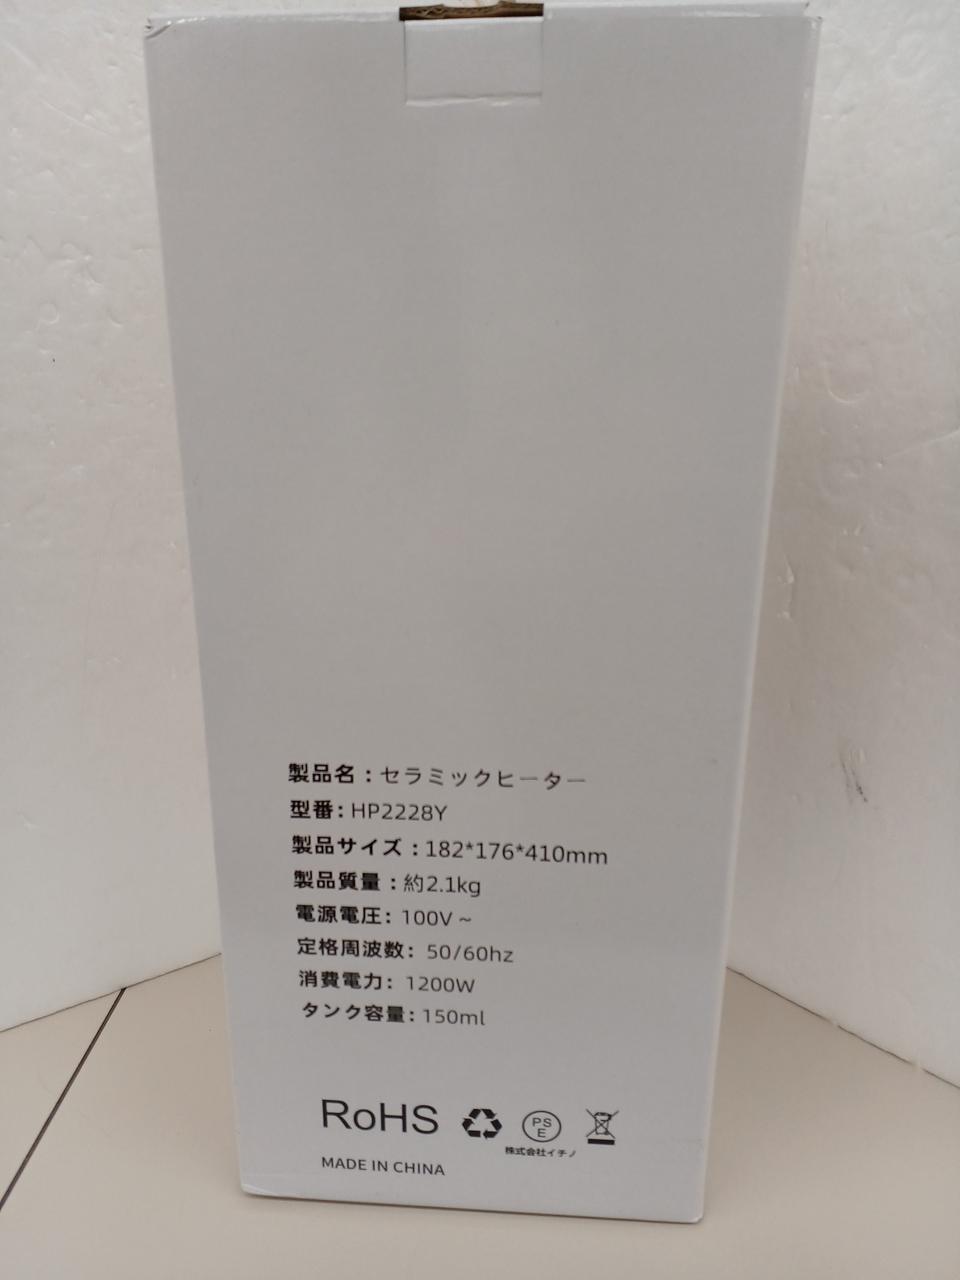 製品名：セラミックヒーター
型番：HP2228Y
製品サイズ：182*176*410mm
製品質量：約2.1kg
電源電圧：100V～
定格周波数：50/60hz
消費電力：1200W
タンク容量：150ml
RoHS
PS
E
株式会社イチノ
MADE IN CHINA